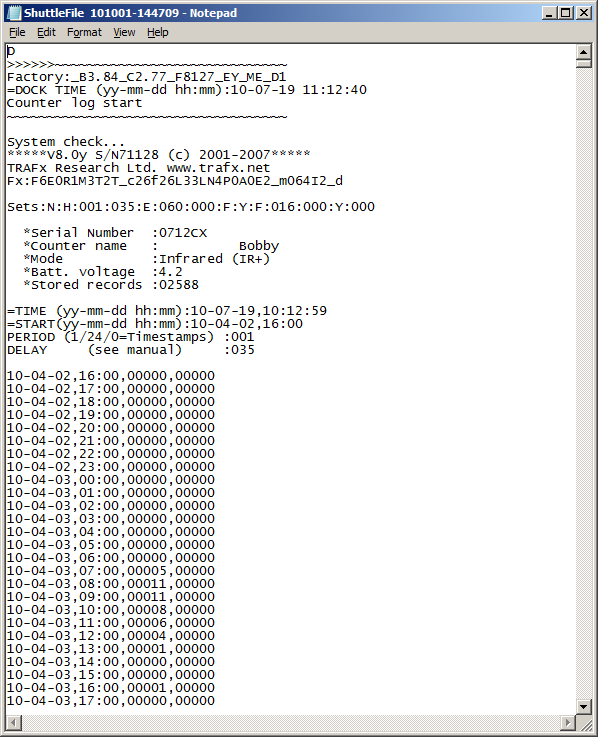 ShuttleFile 101001-144709 - Notepad
File Edit Format View Help
D
>>>>>>~~~~~~~~~~~~~~~~~~~~~~~~~~~~~
Factory:_B3.84_C2.77_F8127_EY_ME_D1
=DOCK TIME (yy-mm-dd hh:mm):10-07-19 11:12:40
Counter log start
~~~~~~~~~~~~~~~~~~~~~~~~~~~~~~~~~~~
System check...
*****V8.0y S/N71128 (c) 2001-2007*****
TRAFx Research Ltd. www.trafx.net
Fx:F6E0R1M3T2T_c26f26L33LN4P0A0E2_m064I2_d
Sets:N:H:001:035:E:060:000:F:Y:F:016:000:Y:000
*Serial Number :0712CX
*Counter name : Bobby
*Mode :Infrared (IR+)
*Batt. voltage :4.2
*Stored records :02588
=TIME (yy-mm-dd hh:mm):10-07-19,10:12:59
=START(yy-mm-dd hh:mm):10-04-02,16:00
PERIOD (1/24/0=Timestamps) :001
DELAY (see manual) :035
10-04-02,16:00,00000,00000
10-04-02,17:00,00000,00000
10-04-02,18:00,00000,00000
10-04-02,19:00,00000,00000
10-04-02,20:00,00000,00000
10-04-02,21:00,00000,00000
10-04-02,22:00,00000,00000
10-04-02,23:00,00000,00000
10-04-03,00:00,00000,00000
10-04-03,01:00,00000,00000
10-04-03,02:00,00000,00000
10-04-03,03:00,00000,00000
10-04-03,04:00,00000,00000
10-04-03,05:00,00000,00000
10-04-03,06:00,00000,00000
10-04-03,07:00,00005,00000
10-04-03,08:00,00011,00000
10-04-03,09:00,00011,00000
10-04-03,10:00,00008,00000
10-04-03,11:00,00006,00000
10-04-03,12:00,00004,00000
10-04-03,13:00,00001,00000
10-04-03,14:00,00000,00000
10-04-03,15:00,00000,00000
10-04-03,16:00,00001,00000
10-04-03,17:00,00000,00000